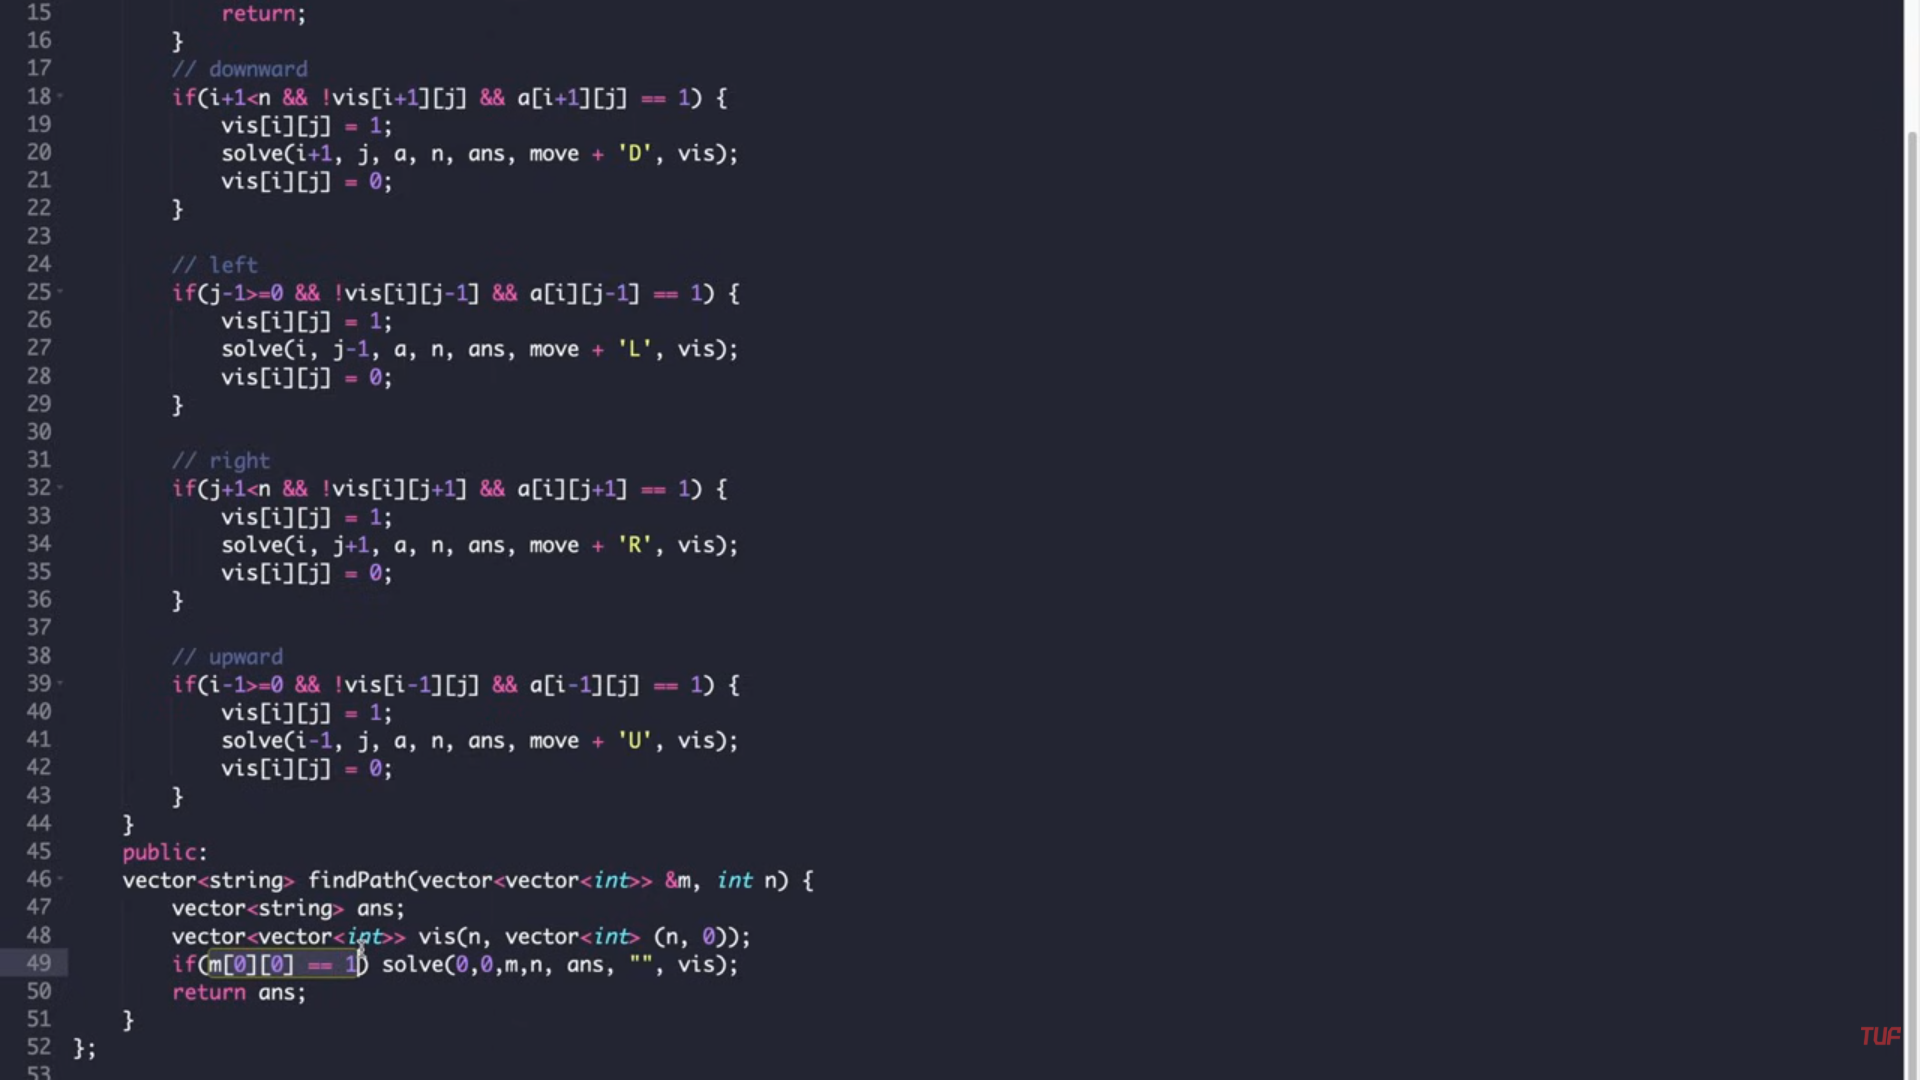 15 return;
16 }
17 // downward
18 if(i+1<n && !vis[i+1][j] && a[i+1][j] == 1) {
19 vis[i][j] = 1;
20 solve(i+1, j, a, n, ans, move + 'D', vis);
21 vis[i][j] = 0;
22 }
23
24 // left
25 if(j-1>=0 && !vis[i][j-1] && a[i][j-1] == 1) {
26 vis[i][j] = 1;
27 solve(i, j-1, a, n, ans, move + 'L', vis);
28 vis[i][j] = 0;
29 }
30
31 // right
32 if(j+1<n && !vis[i][j+1] && a[i][j+1] == 1) {
33 vis[i][j] = 1;
34 solve(i, j+1, a, n, ans, move + 'R', vis);
35 vis[i][j] = 0;
36 }
37
38 // upward
39 if(i-1>=0 && !vis[i-1][j] && a[i-1][j] == 1) {
40 vis[i][j] = 1;
41 solve(i-1, j, a, n, ans, move + 'U', vis);
42 vis[i][j] = 0;
43 }
44 }
45 public:
46 vector<string> findPath(vector<vector<int>> &m, int n) {
47 vector<string> ans;
48 vector<vector<int>> vis(n, vector<int> (n, 0));
49 if(m[0][0] == 1) solve(0,0,m,n, ans, "", vis);
50 return ans;
51 }
52 };
53
TUF